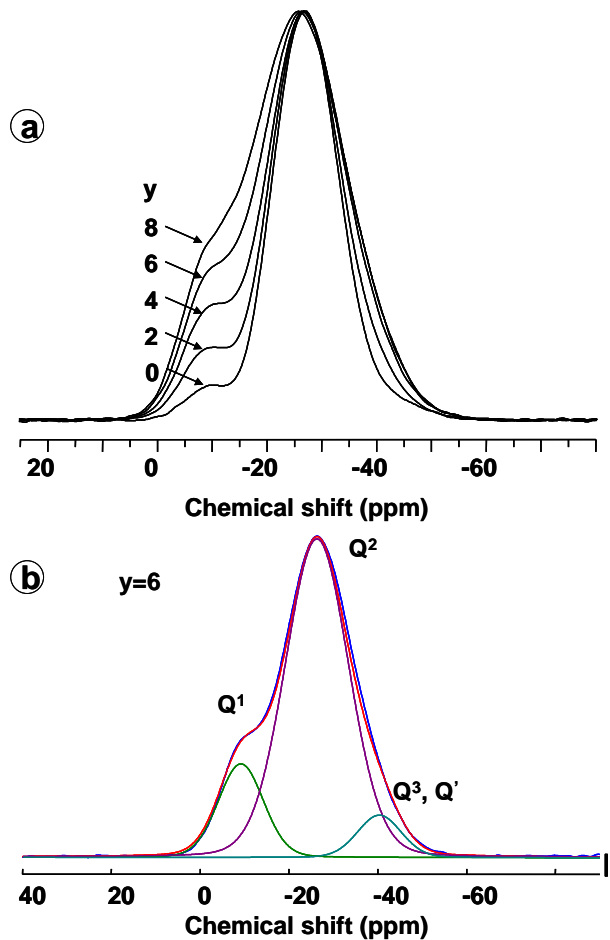 a
y
8
6
4
2
0
20 0 -20 -40 -60
Chemical shift (ppm)
b
y=6
Q²
Q¹
Q³, Q’
40 20 0 -20 -40 -60
Chemical shift (ppm)